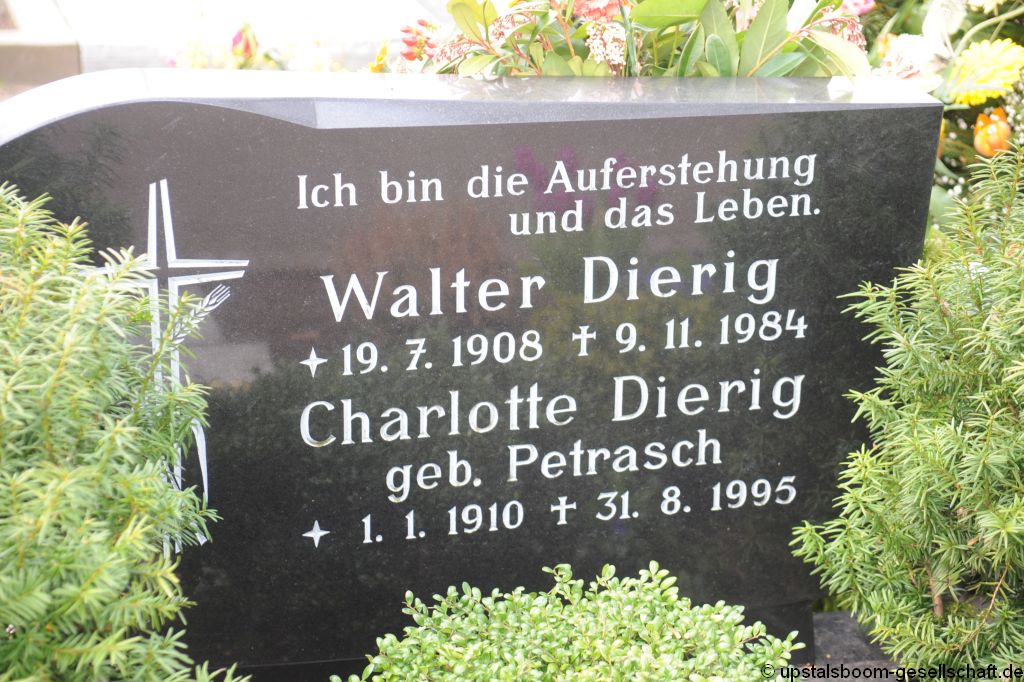 Ich bin die Auferstehung
und das Leben.
Walter Dierig
✦ 19. 7. 1908 ✝ 9. 11. 1984
Charlotte Dierig
geb. Petrasch
✦ 1. 1. 1910 ✝ 31. 8. 1995
© upstalsboom-gesellschaft.de